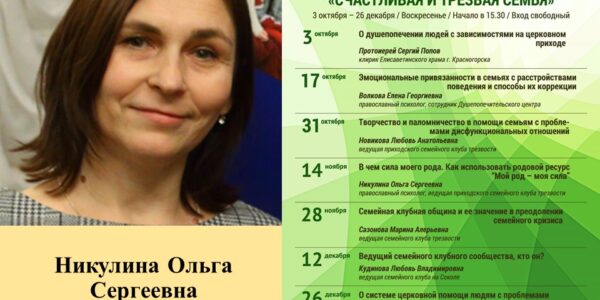 Никулина Ольга
Сергеевна
«СЧАСТЛИВАЯ И ТРЕЗВАЯ СЕМЬЯ»
3 октября – 26 декабря / Воскресенье / Начало в 15.30 / Вход свободный
3 октября
О душепопечении людей с зависимостями на церковном
приходе
Протоиерей Сергий Попов
клирик Елисаветинского храма г. Красногорска
17 октября
Эмоциональные привязанности в семьях с расстройствами
поведения и способы их коррекции
Волкова Елена Георгиевна
православный психолог, сотрудник Душепопечительского центра
31 октября
Творчество и паломничество в помощи семьям с пробле-
мами дисфункциональных отношений
Новикова Любовь Анатольевна
ведущая приходского семейного клуба трезвости
14 ноября
В чем сила моего рода. Как использовать родовой ресурс
"Мой род – моя сила"
Никулина Ольга Сергеевна
православный психолог, ведущая приходского семейного клуба трезвости
28 ноября
Семейная клубная община и ее значение в преодолении
семейного кризиса
Сазонова Марина Алерьевна
ведущая семейного клуба трезвости
12 декабря
Ведущий семейного клубного сообщества, кто он?
Кудинова Любовь Владимировна
ведущая семейного клуба на Соколе
26 декабря
О системе церковной помощи людям с проблемами